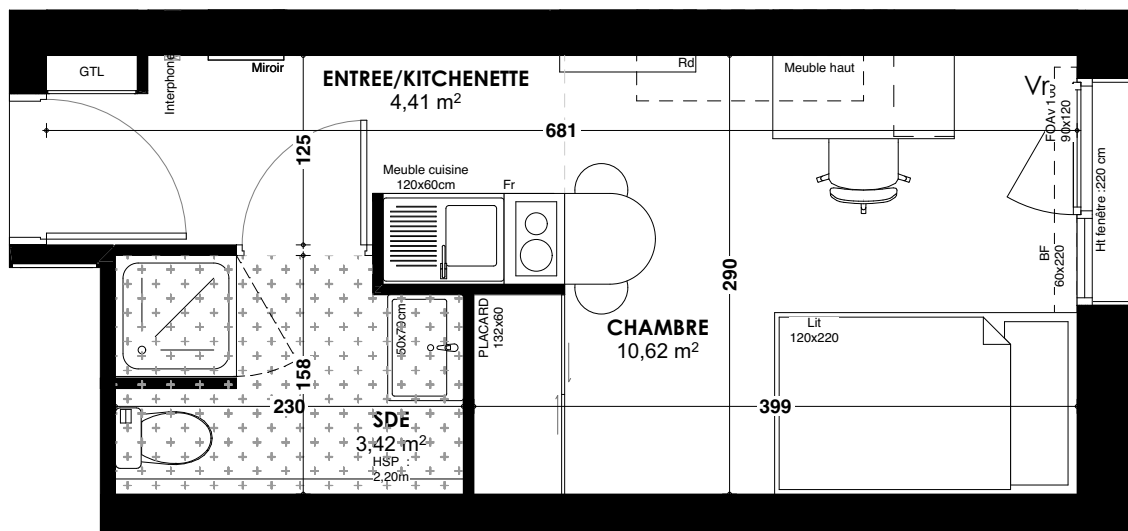 GTL
Interphone
Miroir
ENTREE/KITCHENETTE
4,41 m²
Rd
Meuble haut
Vr
FOAv 100
90x120
Ht fenêtre :220 cm
681
125
Meuble cuisine
120x60cm
Fr
BF
60x220
290
PLACARD
132x60
CHAMBRE
10,62 m²
Lit
120x220
50x70cm
158
230
SDE
3,42 m²
HSP :
2,20m
399